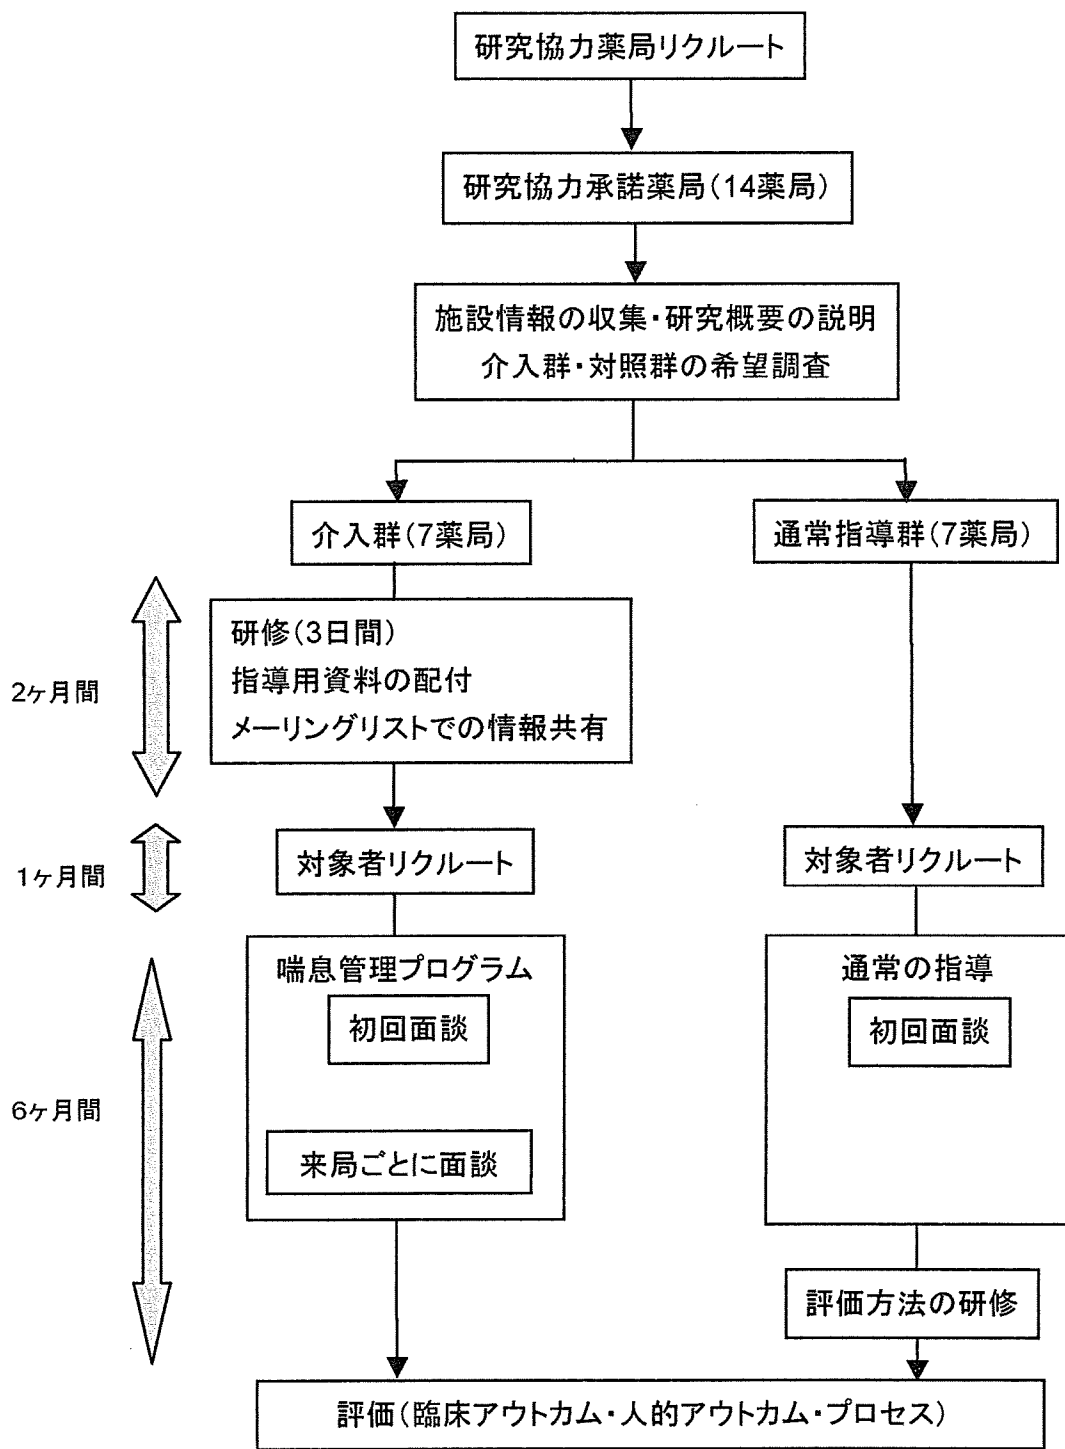 研究協力薬局リクルート
研究協力承諾薬局(14薬局)
施設情報の収集・研究概要の説明
介入群・対照群の希望調査
介入群(7薬局)
通常指導群(7薬局)
2ヶ月間
研修(3日間)
指導用資料の配付
メーリングリストでの情報共有
1ヶ月間
対象者リクルート
対象者リクルート
6ヶ月間
喘息管理プログラム
初回面談
来局ごとに面談
通常の指導
初回面談
評価方法の研修
評価(臨床アウトカム・人的アウトカム・プロセス)